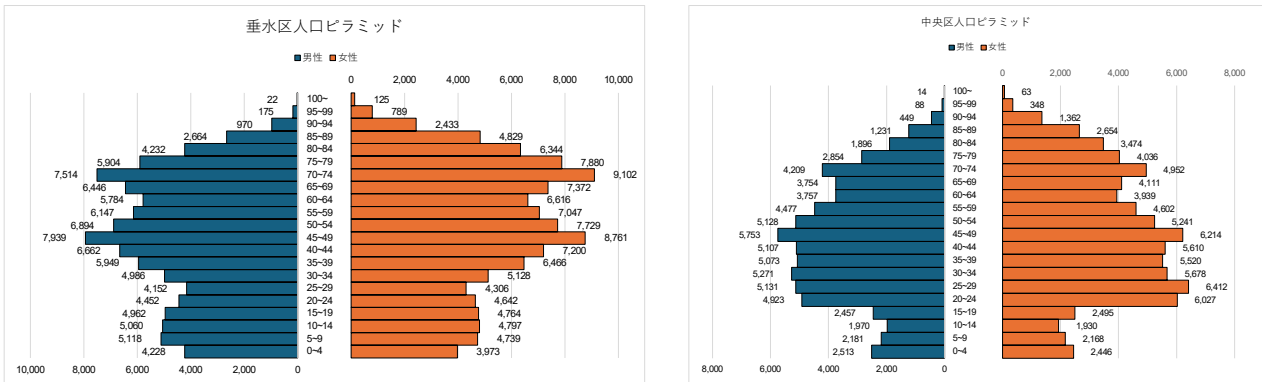 垂水区人口ピラミッド
■男性 ■女性
0 2,000 4,000 6,000 8,000 10,000
22 100~ 125
175 95~99 789
970 90~94 2,433
2,664 85~89 4,829
4,232 80~84 6,344
5,904 75~79 7,880
7,514 70~74 9,102
6,446 65~69 7,372
5,784 60~64 6,616
6,147 55~59 7,047
6,894 50~54 7,729
7,939 45~49 8,761
6,662 40~44 7,200
5,949 35~39 6,466
4,986 30~34 5,128
4,152 25~29 4,306
4,452 20~24 4,642
4,962 15~19 4,764
5,060 10~14 4,797
5,118 5~9 4,739
4,228 0~4 3,973
10,000 8,000 6,000 4,000 2,000 0
中央区人口ピラミッド
■男性 ■女性
0 2,000 4,000 6,000 8,000
14 100~ 63
88 95~99 348
449 90~94 1,362
1,231 85~89 2,654
1,896 80~84 3,474
2,854 75~79 4,036
4,209 70~74 4,952
3,754 65~69 4,111
3,757 60~64 3,939
4,477 55~59 4,602
5,128 50~54 5,241
5,753 45~49 6,214
5,107 40~44 5,610
5,073 35~39 5,520
5,271 30~34 5,678
5,131 25~29 6,412
4,923 20~24 6,027
2,457 15~19 2,495
1,970 10~14 1,930
2,181 5~9 2,168
2,513 0~4 2,446
8,000 6,000 4,000 2,000 0